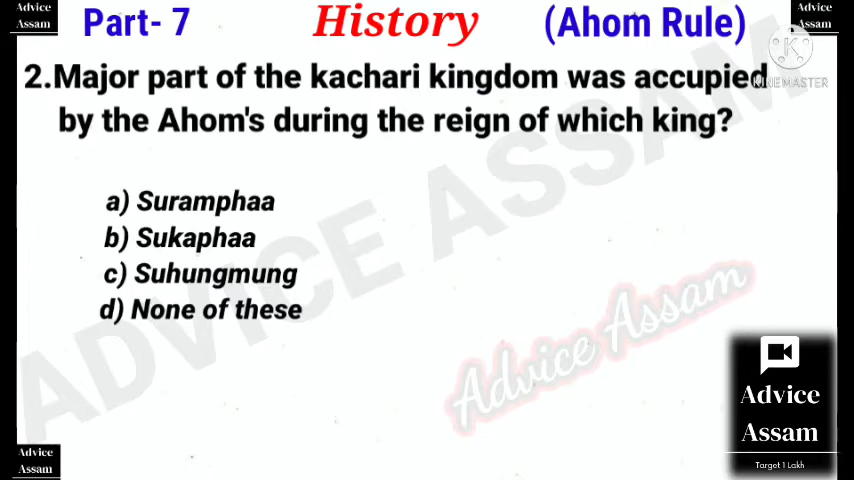 Advice
Assam
Part- 7 History (Ahom Rule)
Advice
Assam
2.Major part of the kachari kingdom was accupied
KINEMASTER
by the Ahom's during the reign of which king?
a) Suramphaa
b) Sukaphaa
c) Suhungmung
d) None of these
ADVICE ASSAM
Advice Assam
Advice
Assam
Target 1 Lakh
Advice
Assam